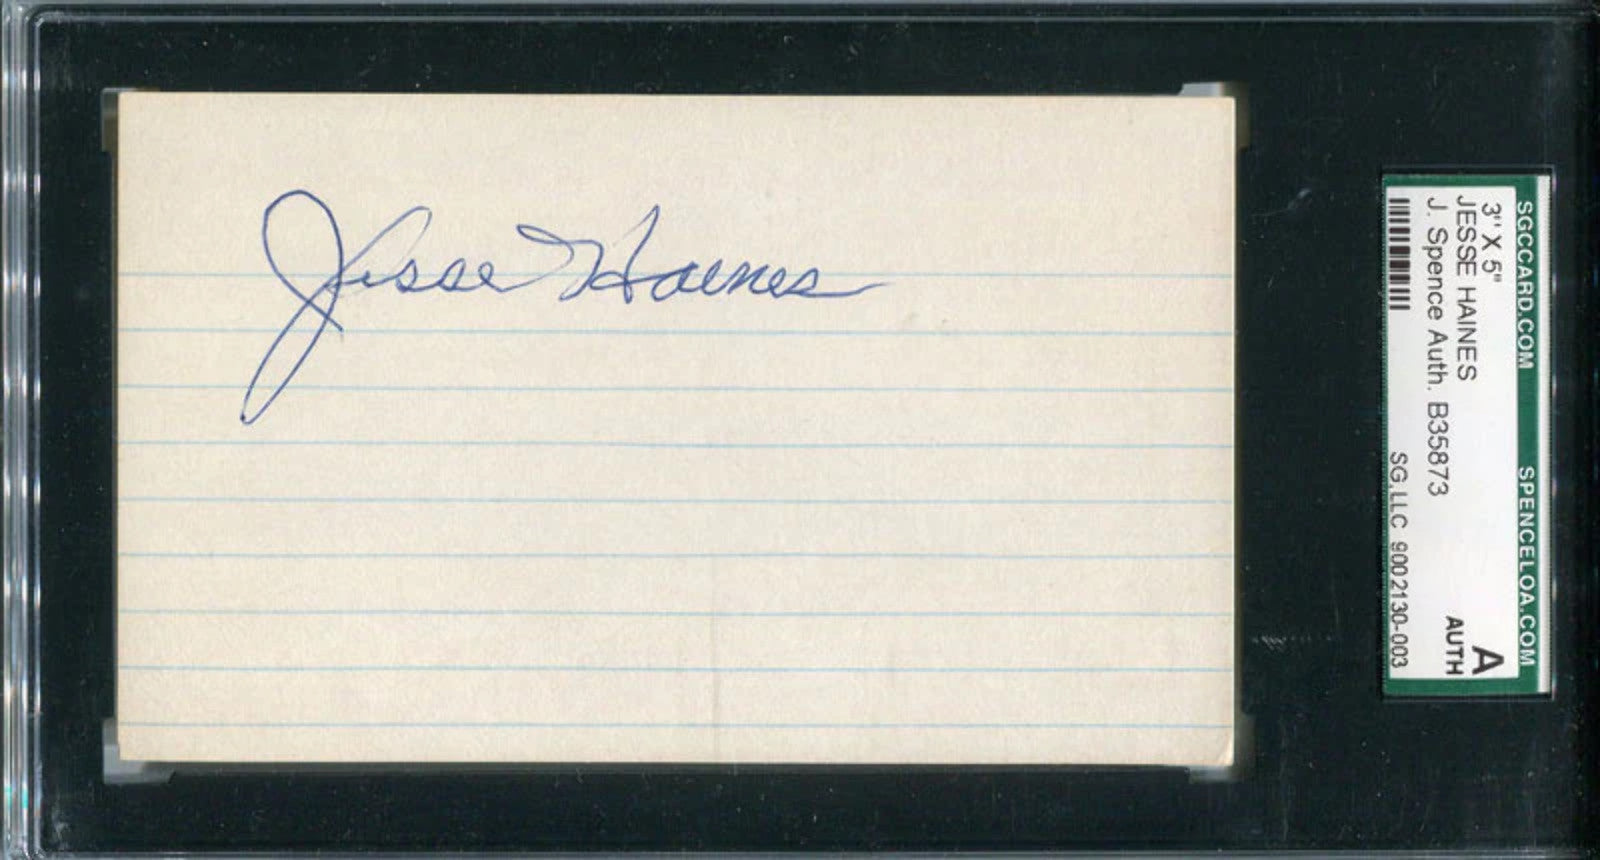 Jesse Haines
SGCCARD.COM SPENCELOA.COM
3" X 5"
JESSE HAINES
J. Spence Auth. B35873
A
AUTH
SG,LLC 9002130-003